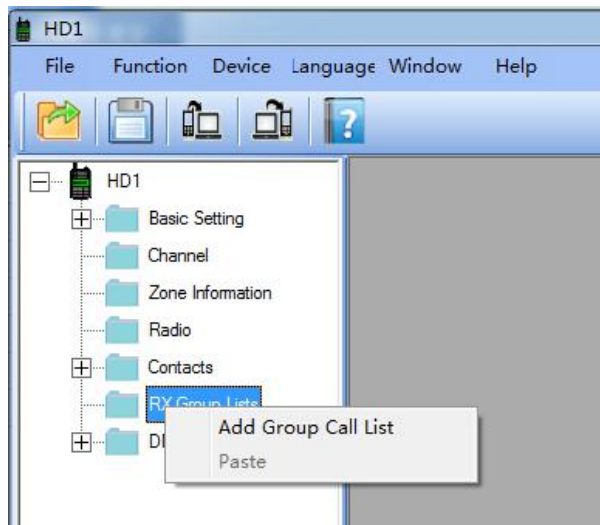 HD1
File Function Device Language Window Help
HD1
Basic Setting
Channel
Zone Information
Radio
Contacts
RX Group Lists
Add Group Call List
Paste